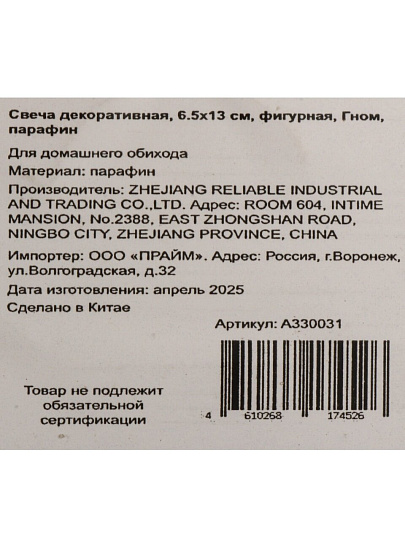 Свеча декоративная, 6.5x13 см, фигурная, Гном,
парафин
Для домашнего обихода
Материал: парафин
Производитель: ZHEJIANG RELIABLE INDUSTRIAL
AND TRADING CO.,LTD. Адрес: ROOM 604, INTIME
MANSION, No.2388, EAST ZHONGSHAN ROAD,
NINGBO CITY, ZHEJIANG PROVINCE, CHINA
Импортер: ООО «ПРАЙМ». Адрес: Россия, г.Воронеж,
ул.Волгоградская, д.32
Дата изготовления: апрель 2025
Сделано в Китае
Артикул: A330031
Товар не подлежит
обязательной
сертификации
4 610268 174526